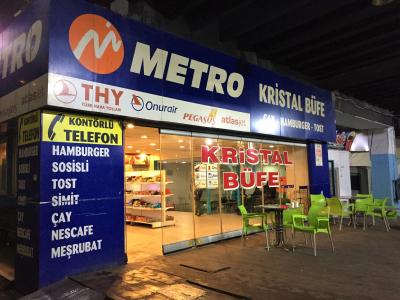 METRO
KRİSTAL BÜFE
ÇAY - HAMBURGER - TOST
TRO
THY
TÜRK HAVA YOLLARI
Onurair
PEGASUS
atlasjet
KONTÖRLÜ
TELEFON
HAMBURGER
SOSİSLİ
TOST
SİMİT
ÇAY
NESCAFE
MEŞRUBAT
KRİSTAL
BÜFE